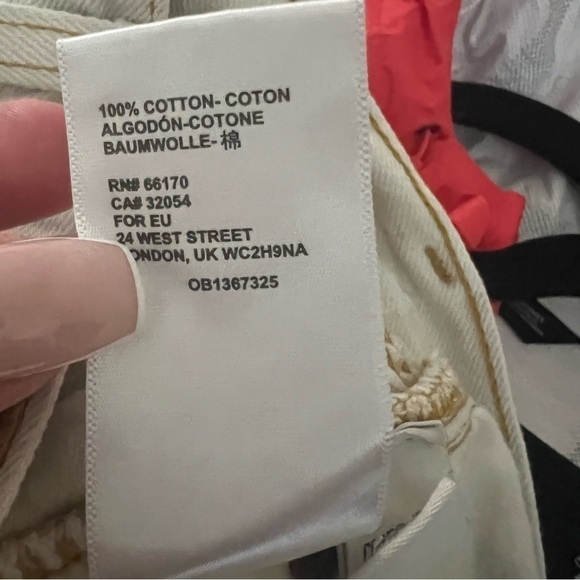 100% COTTON- COTON
ALGODÓN-COTONE
BAUMWOLLE- 棉
RN# 66170
CA# 32054
FOR EU
24 WEST STREET
ONDON, UK WC2H9NA
OB1367325